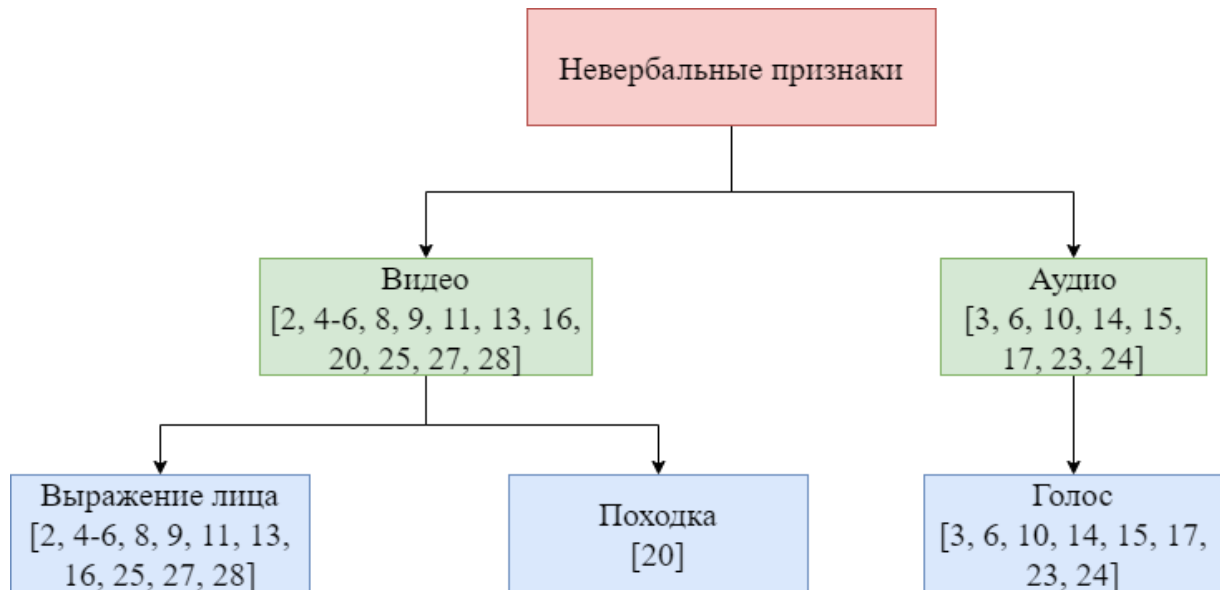 Невербальные признаки
Видео
[2, 4-6, 8, 9, 11, 13, 16,
20, 25, 27, 28]
Аудио
[3, 6, 10, 14, 15,
17, 23, 24]
Выражение лица
[2, 4-6, 8, 9, 11, 13,
16, 25, 27, 28]
Походка
[20]
Голос
[3, 6, 10, 14, 15, 17,
23, 24]